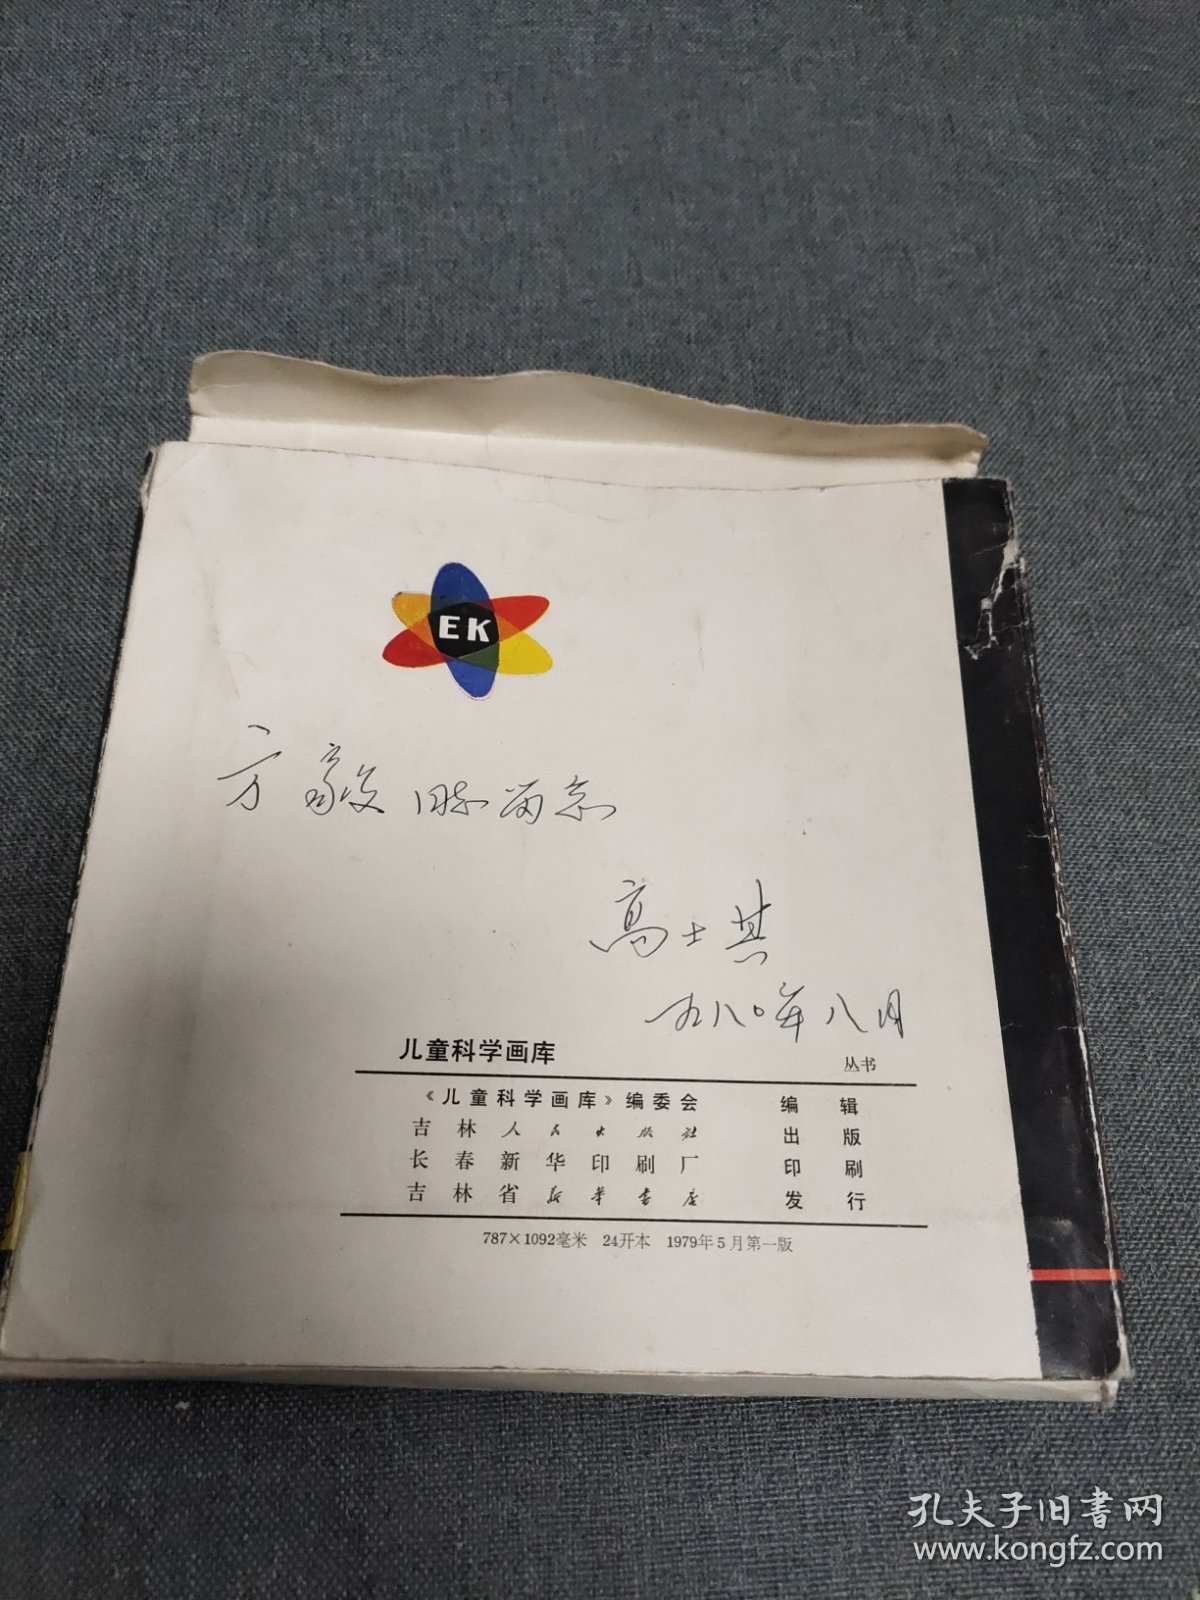 EK
方毅同志留念
高士其
一九八〇年八月
儿童科学画库 丛书
《儿童科学画库》编委会 编辑
吉林人民出版社 出版
长春新华印刷厂 印刷
吉林省新华书店 发行
787×1092毫米 24开本 1979年5月第一版
孔夫子旧书网
www.kongfz.com